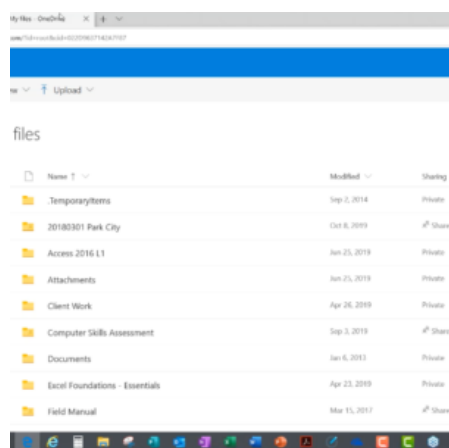 My files - OneDrive
Upload
files
Name Modified Sharing
.TemporaryItems Sep 2, 2014 Private
20180301 Park City Oct 8, 2019 Share
Access 2016 L1 Jun 25, 2019 Private
Attachments Jun 25, 2019 Private
Client Work Apr 26, 2019 Private
Computer Skills Assessment Sep 3, 2019 Share
Documents Jan 6, 2013 Private
Excel Foundations - Essentials Apr 23, 2019 Private
Field Manual Mar 15, 2017 Share